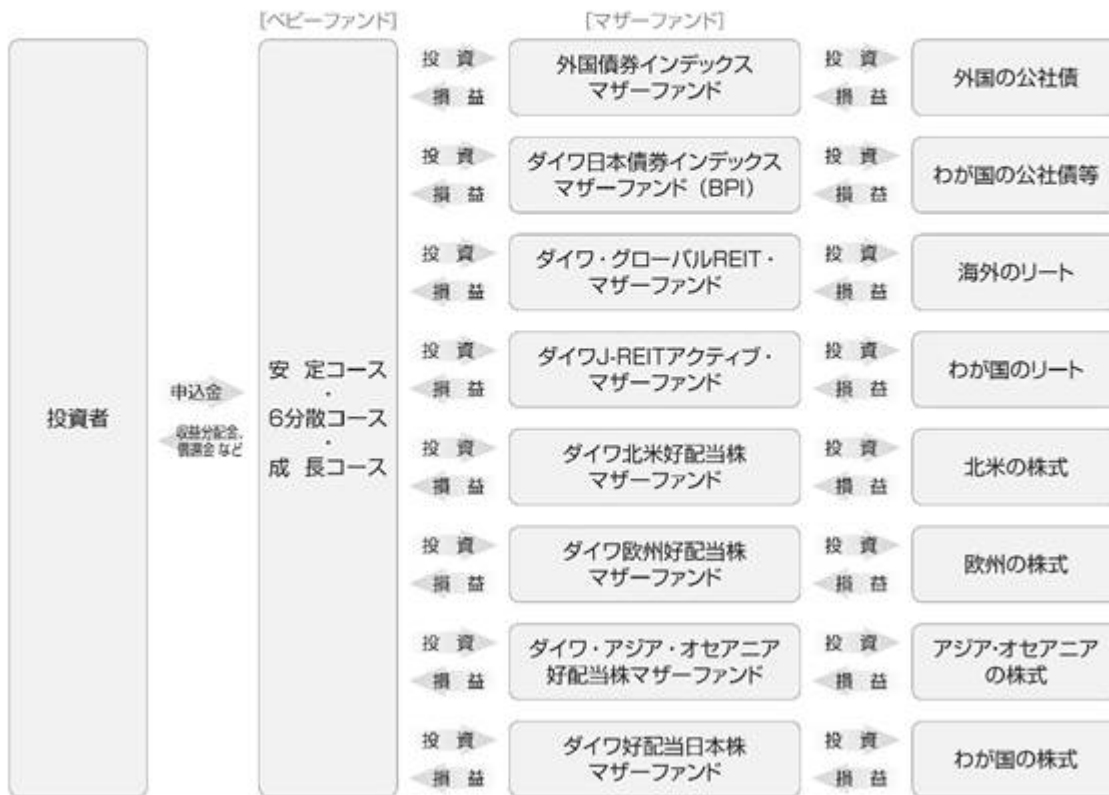 [ベビーファンド]
[マザーファンド]
投資者
申込金
収益分配金、
償還金 など
安 定コース
・
6分散コース
・
成 長コース
投 資
損 益
外国債券インデックス
マザーファンド
投 資
損 益
外国の公社債
投 資
損 益
ダイワ日本債券インデックス
マザーファンド（BPI）
投 資
損 益
わが国の公社債等
投 資
損 益
ダイワ・グローバルREIT・
マザーファンド
投 資
損 益
海外のリート
投 資
損 益
ダイワJ-REITアクティブ・
マザーファンド
投 資
損 益
わが国のリート
投 資
損 益
ダイワ北米好配当株
マザーファンド
投 資
損 益
北米の株式
投 資
損 益
ダイワ欧州好配当株
マザーファンド
投 資
損 益
欧州の株式
投 資
損 益
ダイワ・アジア・オセアニア
好配当株マザーファンド
投 資
損 益
アジア・オセアニア
の株式
投 資
損 益
ダイワ好配当日本株
マザーファンド
投 資
損 益
わが国の株式